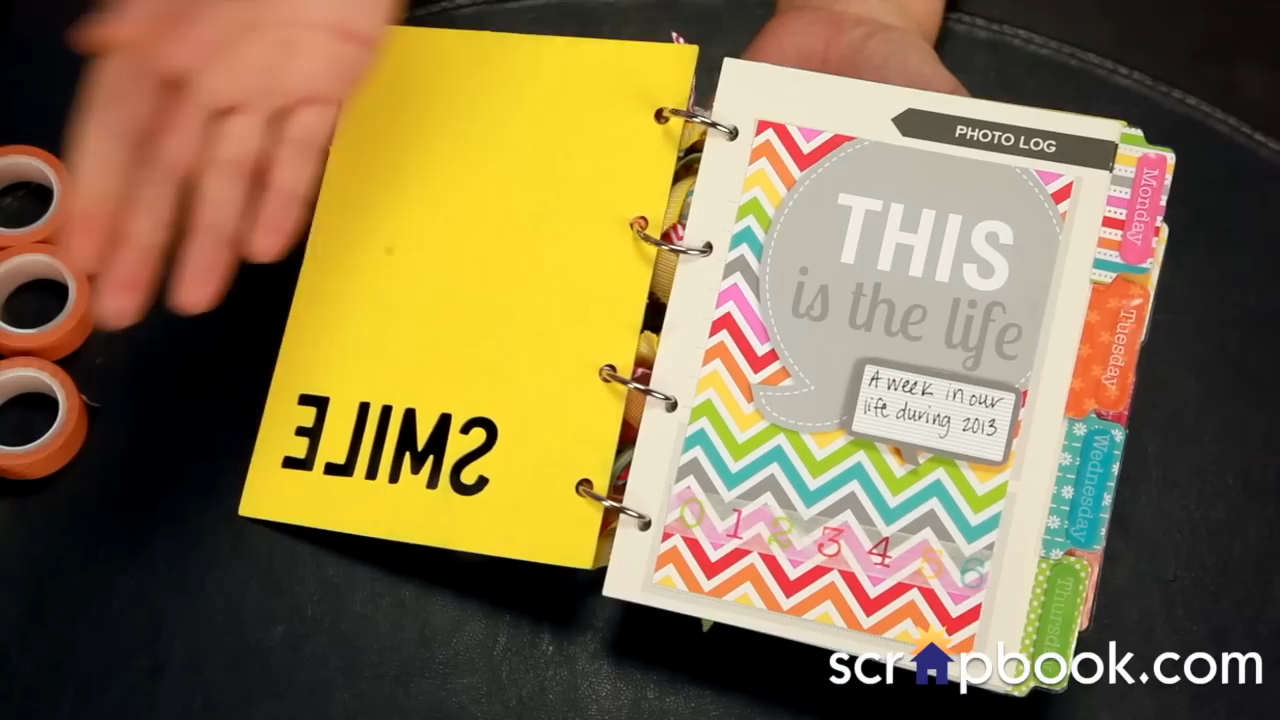 SMILE
PHOTO LOG
THIS
is the life
A week in our
life during 2013
0 1 2 3 4 5 6
Monday
Tuesday
Wednesday
Thursd
scrapbook.com